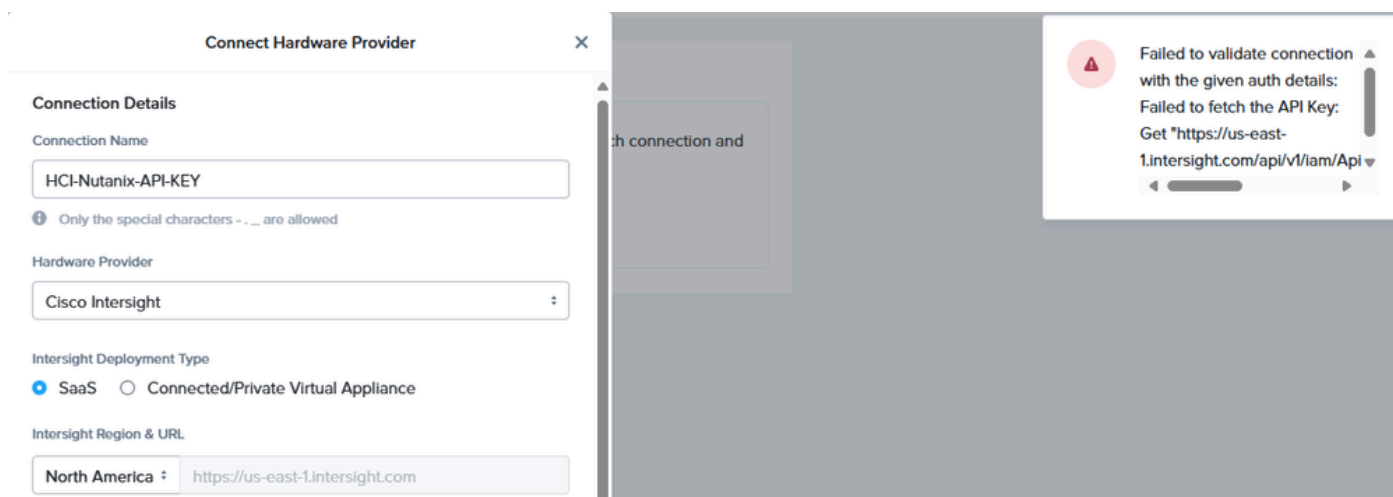 Connect Hardware Provider
Connection Details
Connection Name
HCI-Nutanix-API-KEY
Only the special characters - . _ are allowed
Hardware Provider
Cisco Intersight
Intersight Deployment Type
SaaS Connected/Private Virtual Appliance
Intersight Region & URL
North America https://us-east-1.intersight.com
connection and
Failed to validate connection
with the given auth details:
Failed to fetch the API Key:
Get "https://us-east-
1.intersight.com/api/v1/iam/Api